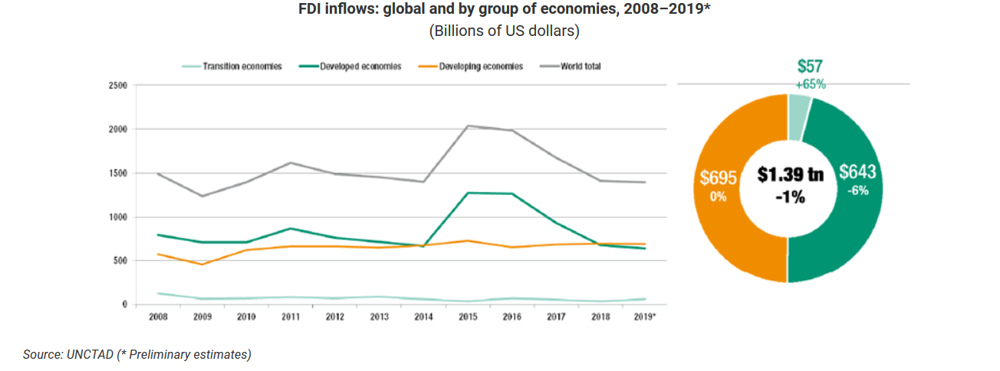 FDI inflows: global and by group of economies, 2008–2019*
(Billions of US dollars)
Transition economies Developed economies Developing economies World total
2500
2000
1500
1000
500
0
2008 2009 2010 2011 2012 2013 2014 2015 2016 2017 2018 2019*
$57
+65%
$695
0%
$1.39 tn
-1%
$643
-6%
Source: UNCTAD (* Preliminary estimates)